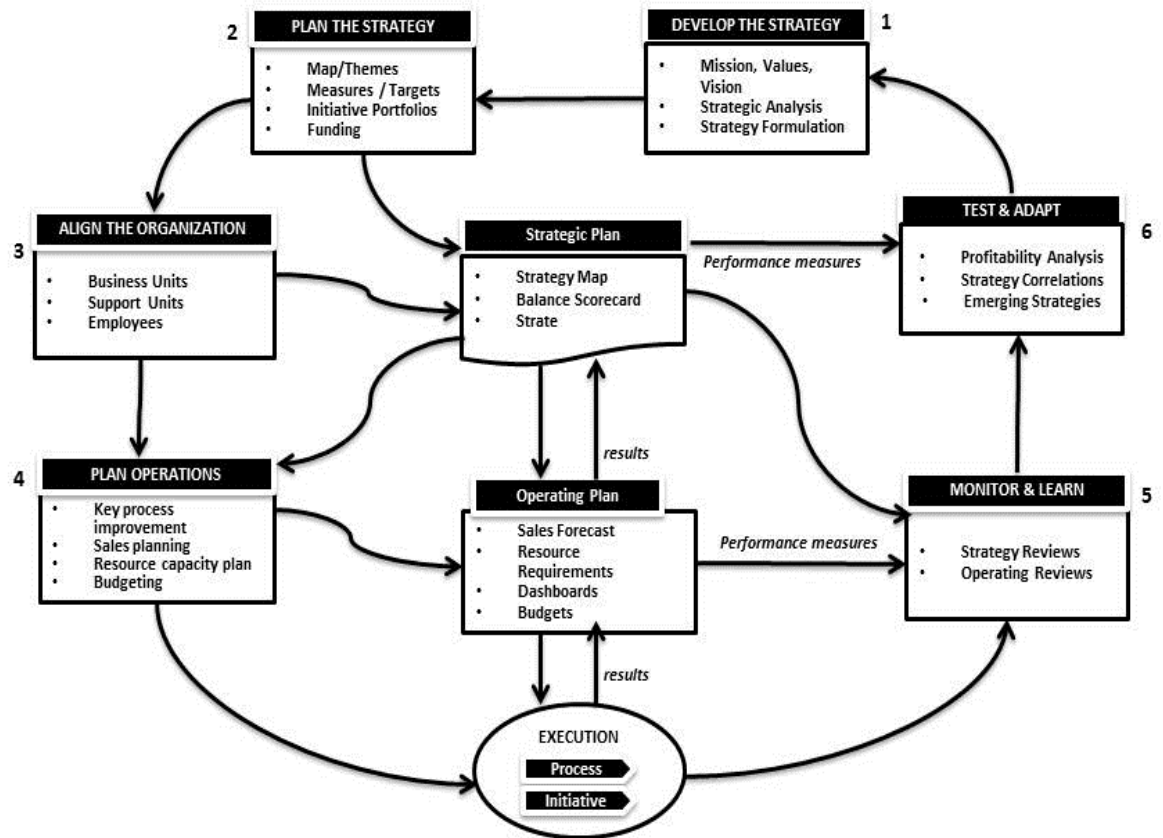 2
PLAN THE STRATEGY
• Map/Themes
• Measures / Targets
• Initiative Portfolios
• Funding
DEVELOP THE STRATEGY
1
• Mission, Values,
Vision
• Strategic Analysis
• Strategy Formulation
3
ALIGN THE ORGANIZATION
• Business Units
• Support Units
• Employees
Strategic Plan
• Strategy Map
• Balance Scorecard
• Strate
Performance measures
TEST & ADAPT
6
• Profitability Analysis
• Strategy Correlations
• Emerging Strategies
results
4
PLAN OPERATIONS
• Key process
improvement
• Sales planning
• Resource capacity plan
• Budgeting
Operating Plan
• Sales Forecast
• Resource
Requirements
• Dashboards
• Budgets
Performance measures
MONITOR & LEARN
5
• Strategy Reviews
• Operating Reviews
results
EXECUTION
Process
Initiative